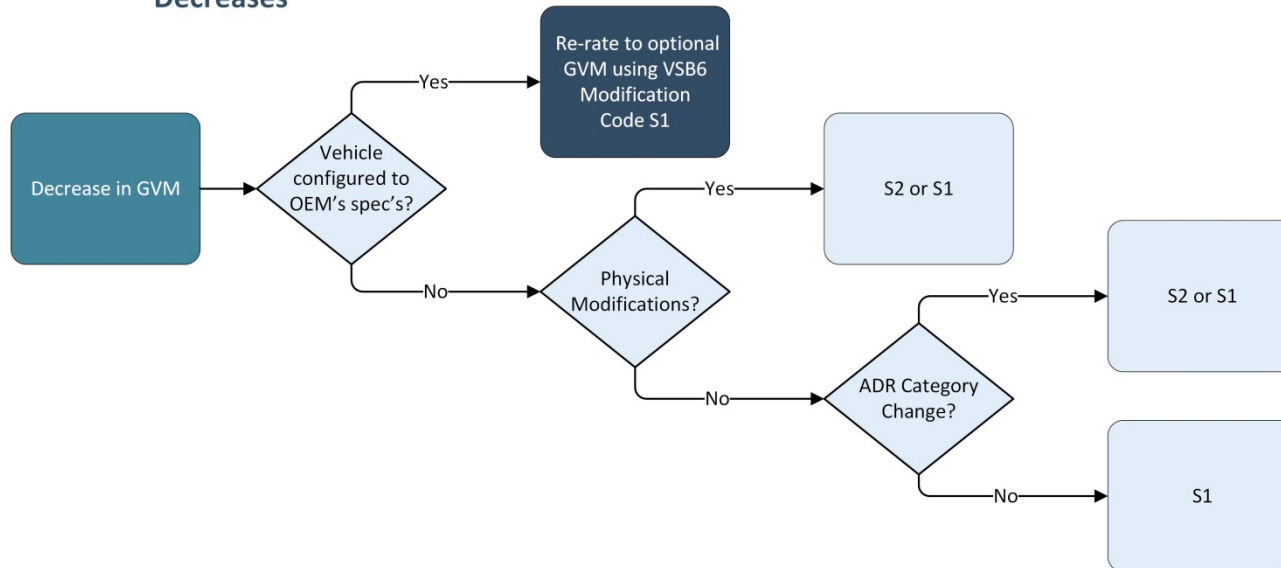 Decreases
Re-rate to optional
GVM using VSB6
Modification
Code S1
Yes
Decrease in GVM
Vehicle
configured to
OEM's spec's?
Yes
S2 or S1
No
Physical
Modifications?
Yes
S2 or S1
No
ADR Category
Change?
No
S1